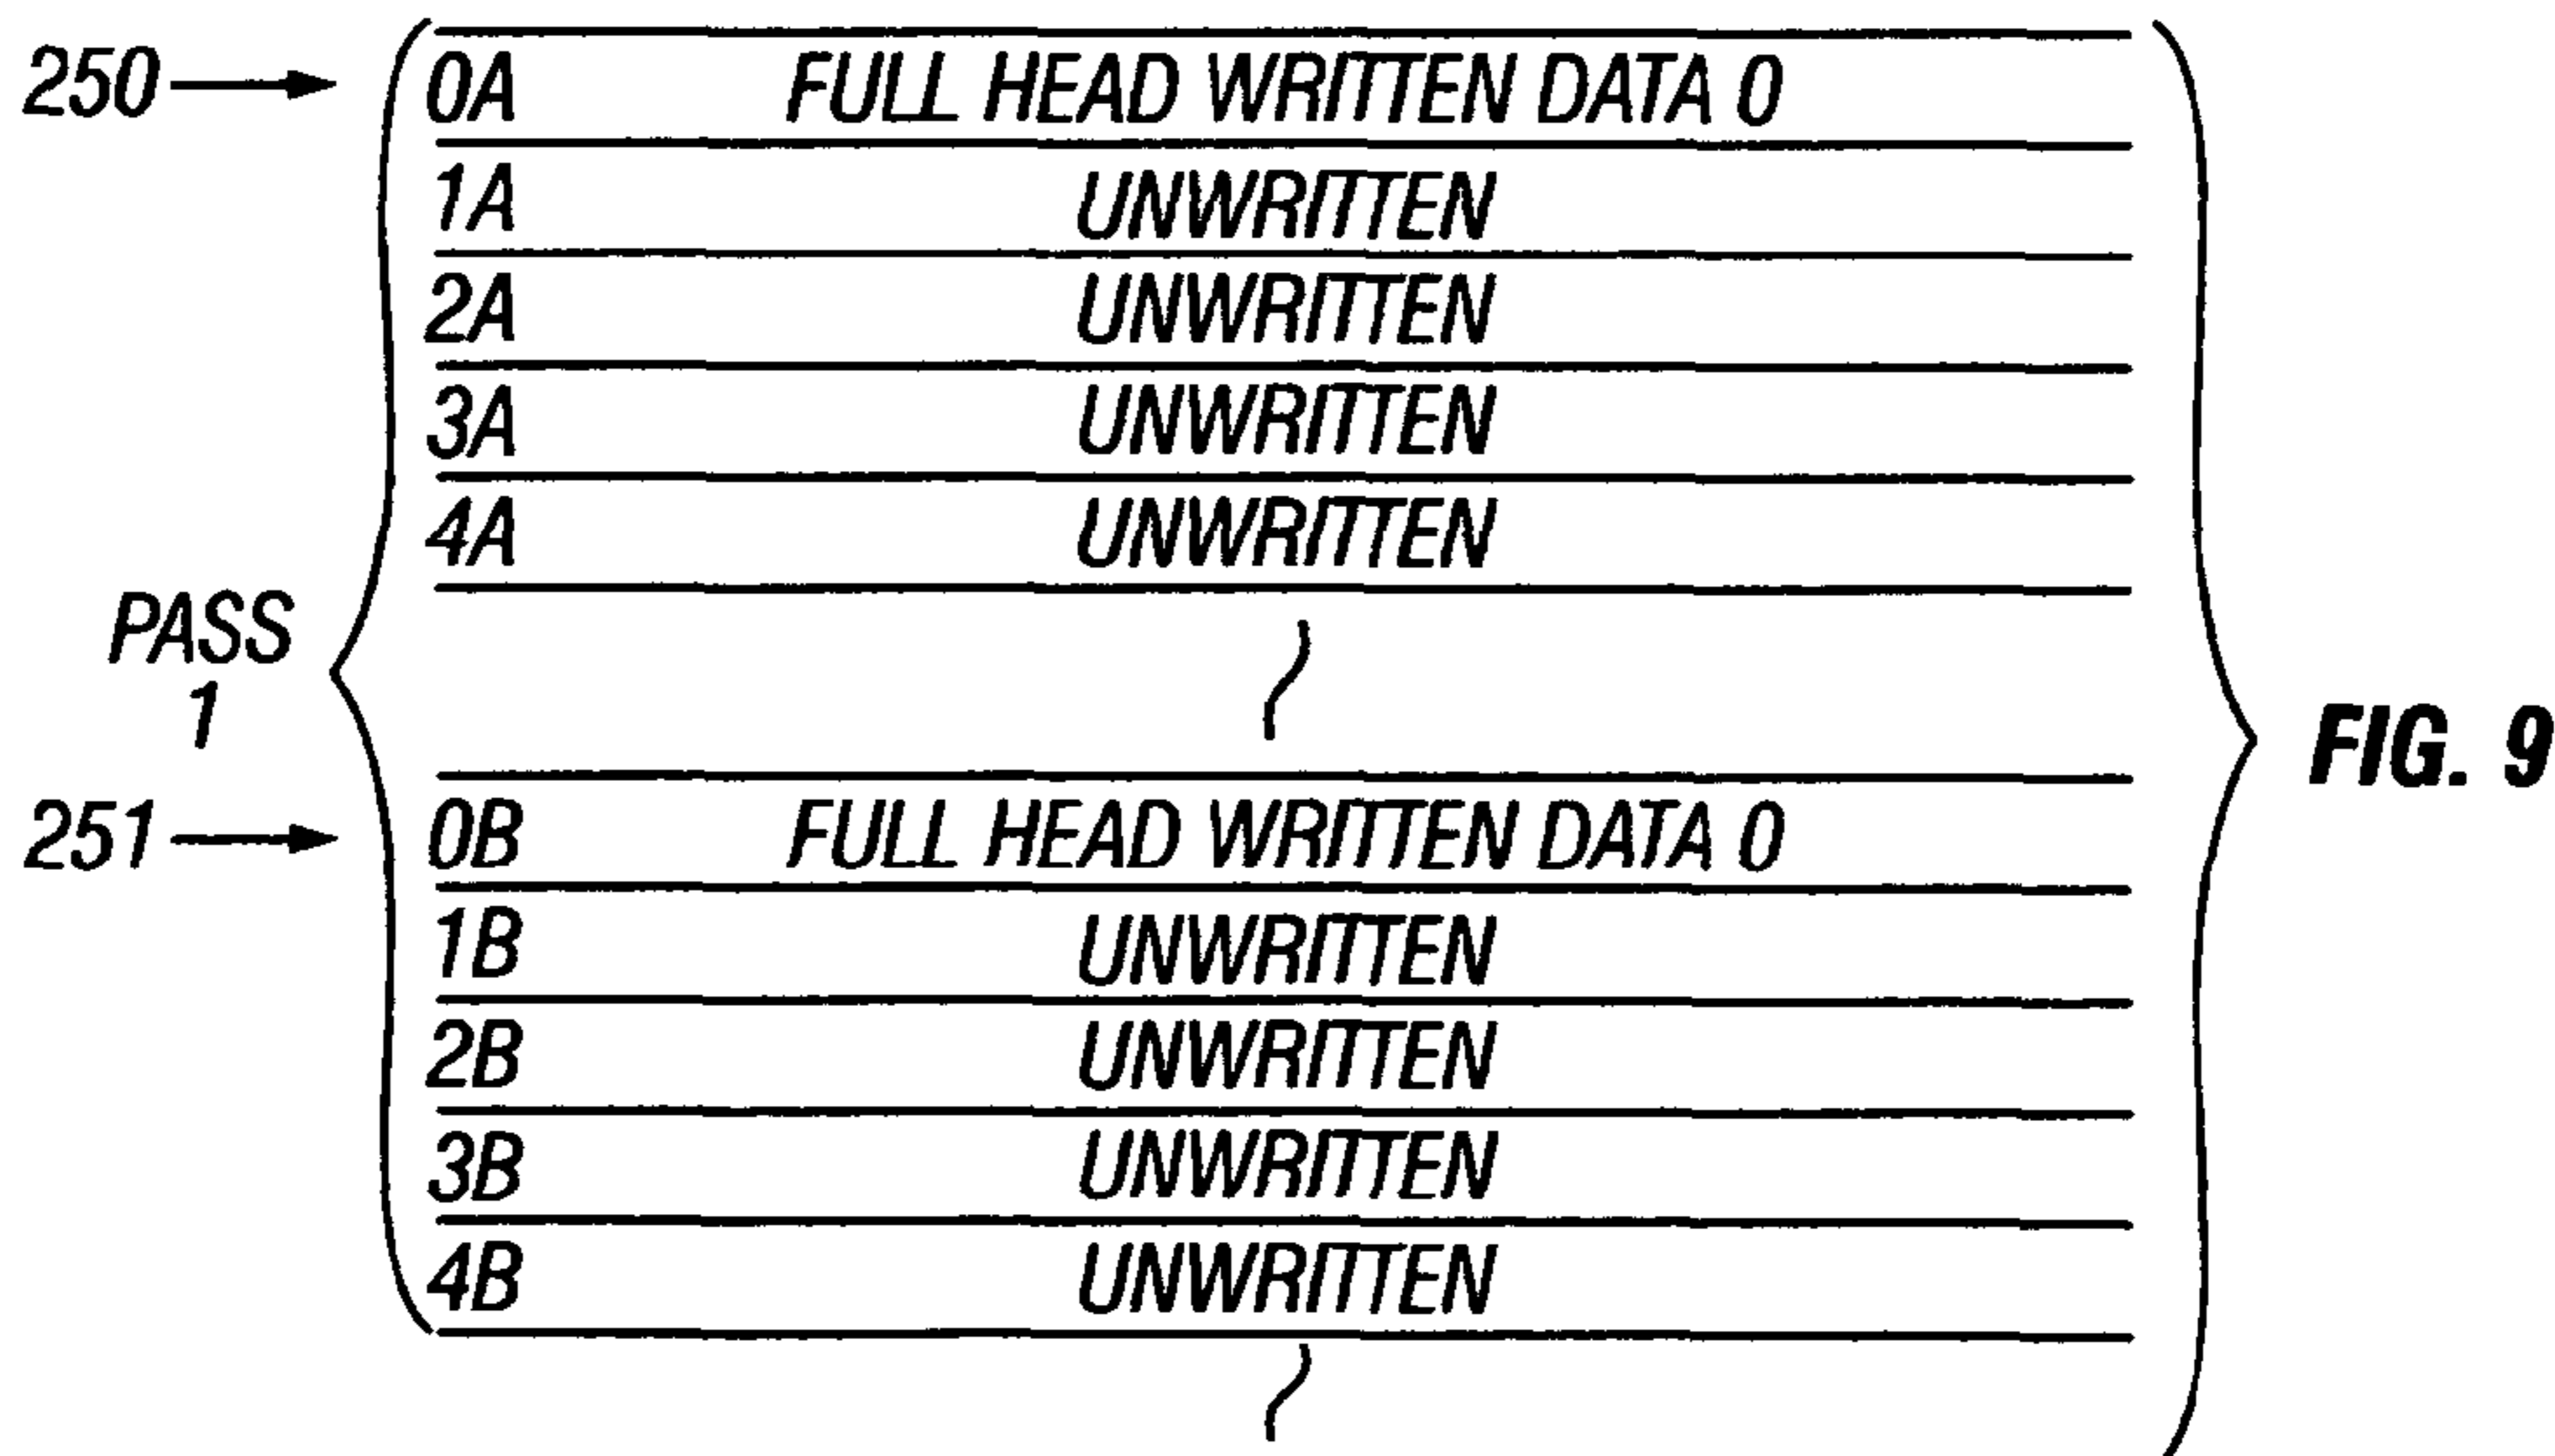 250 0A FULL HEAD WRITTEN DATA 0
1A UNWRITTEN
2A UNWRITTEN
3A UNWRITTEN
4A UNWRITTEN
PASS
1
FIG. 9
251 0B FULL HEAD WRITTEN DATA 0
1B UNWRITTEN
2B UNWRITTEN
3B UNWRITTEN
4B UNWRITTEN